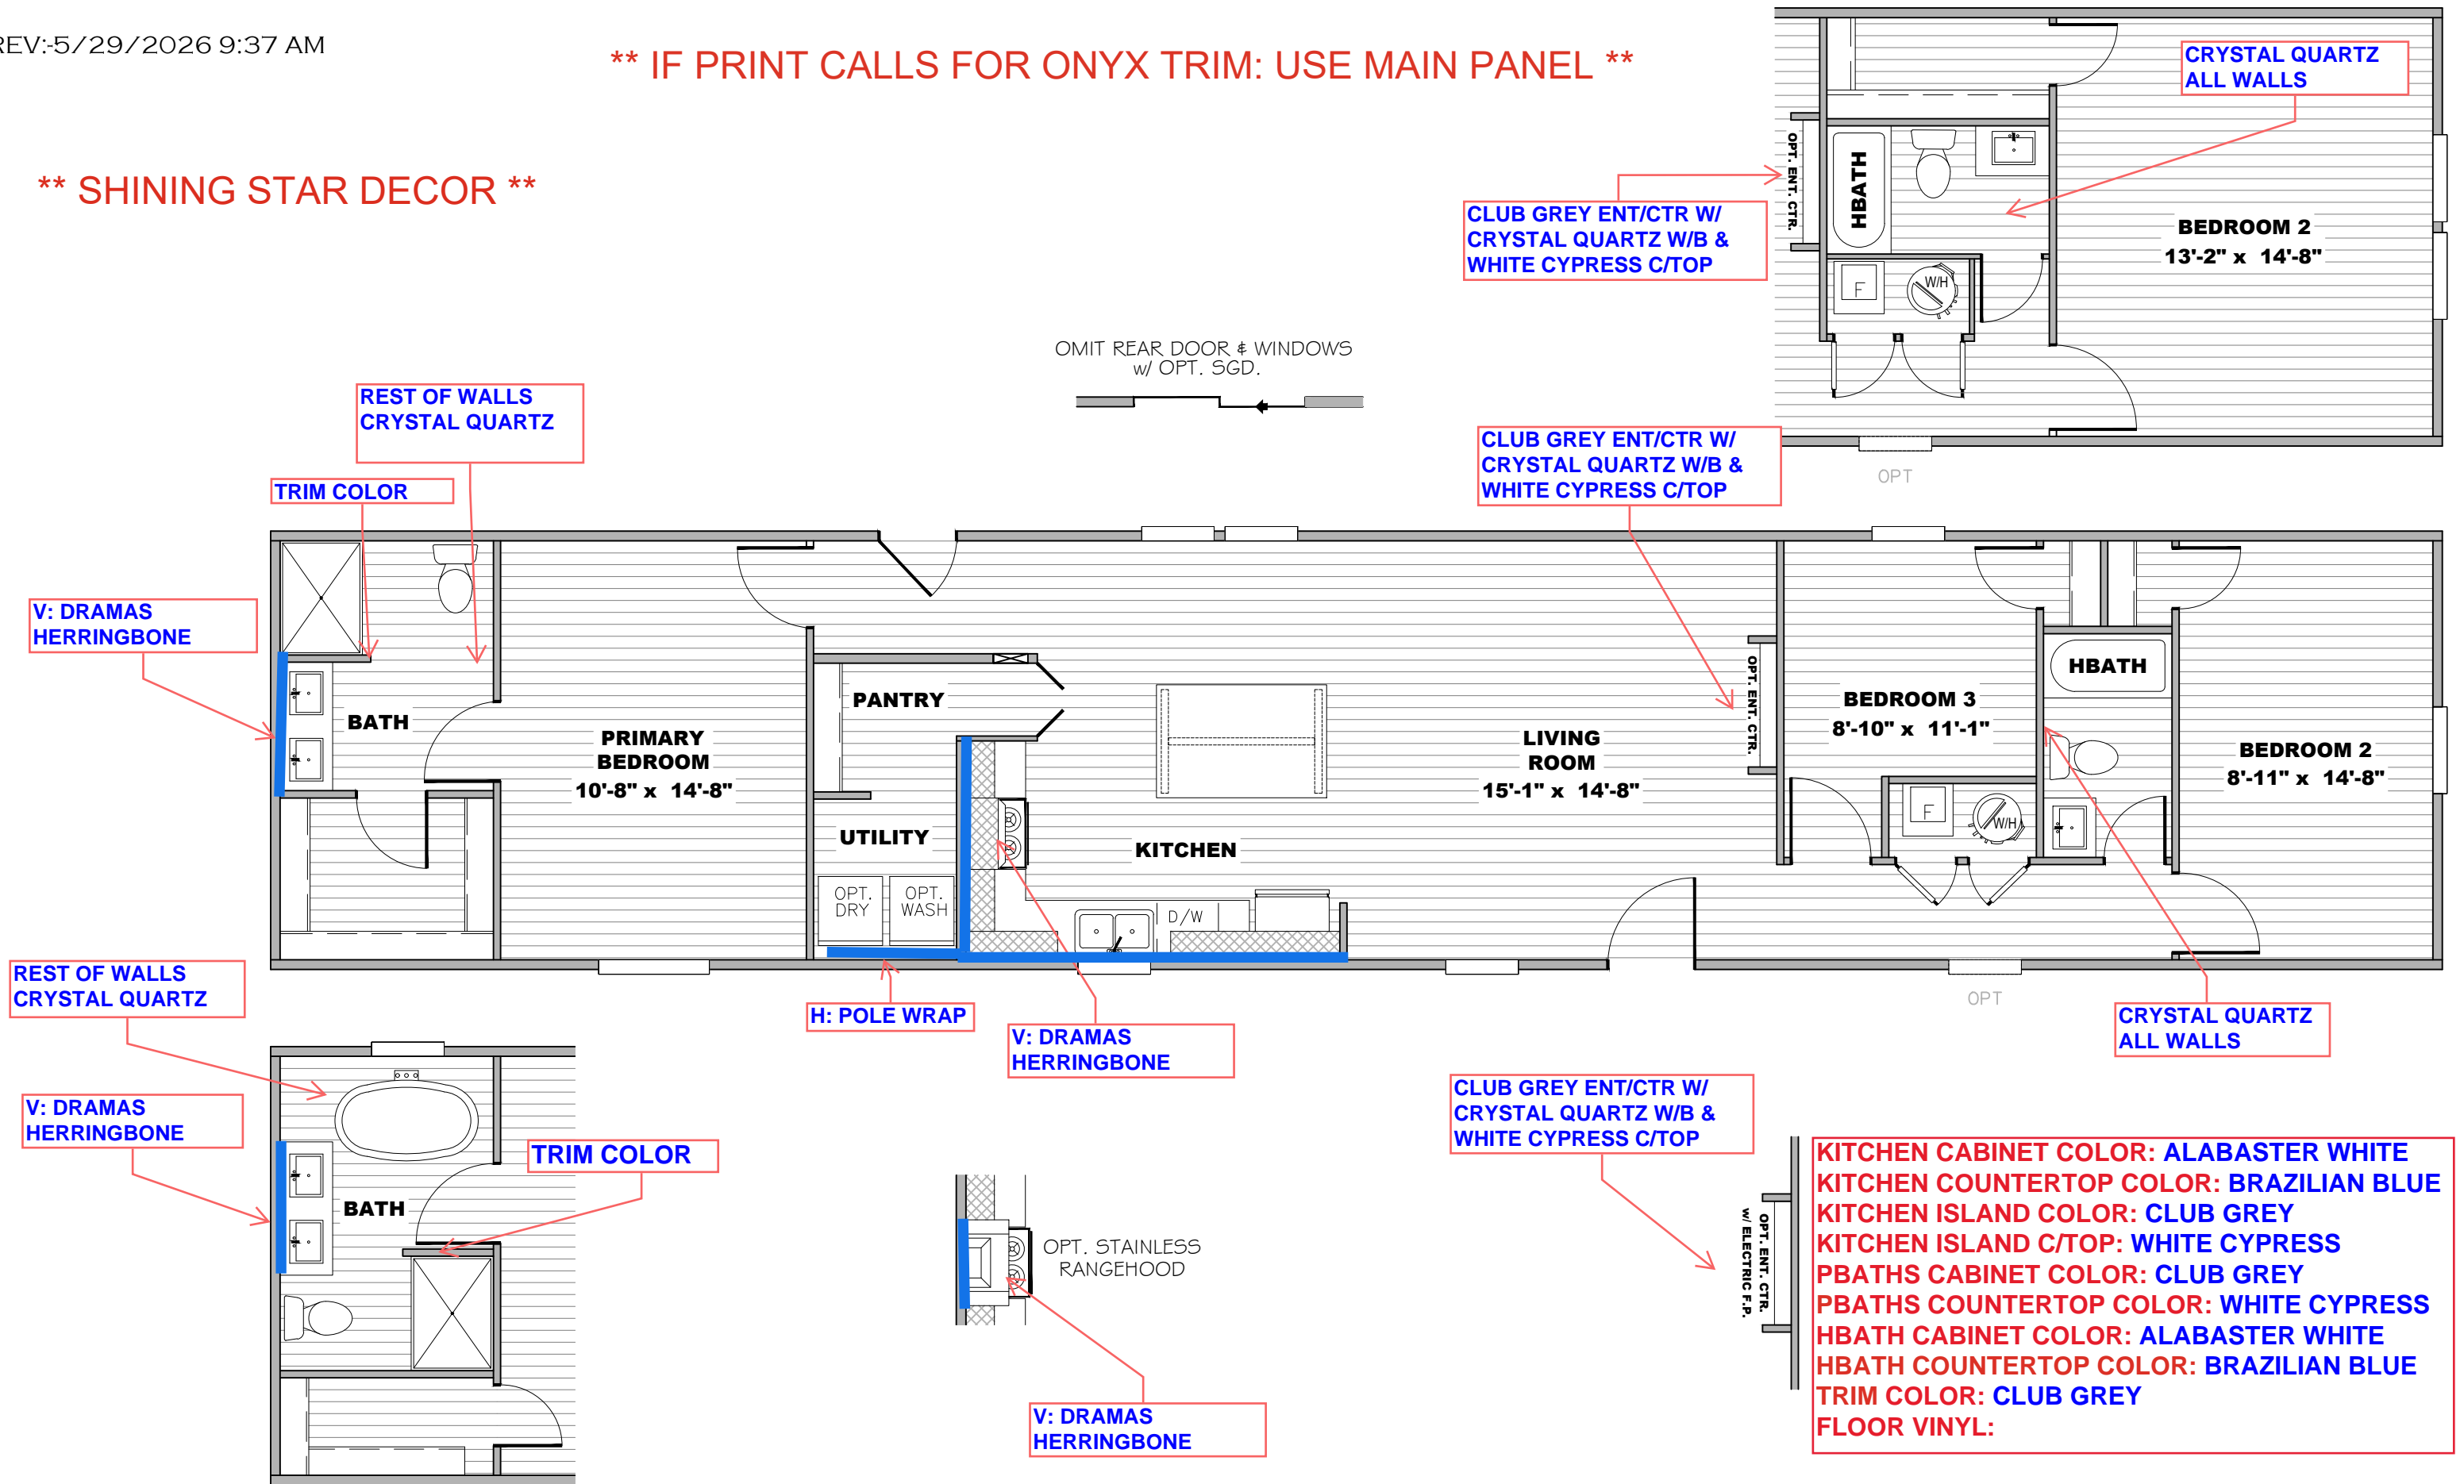 REV:-5/29/2026 9:37 AM
** IF PRINT CALLS FOR ONYX TRIM: USE MAIN PANEL **
** SHINING STAR DECOR **
CRYSTAL QUARTZ
ALL WALLS
OPT. ENT. CTR.
HBATH
CLUB GREY ENT/CTR W/
CRYSTAL QUARTZ W/B &
WHITE CYPRESS C/TOP
BEDROOM 2
13'-2" x 14'-8"
F
W/H
OPT
OMIT REAR DOOR & WINDOWS
w/ OPT. SGD.
REST OF WALLS
CRYSTAL QUARTZ
TRIM COLOR
CLUB GREY ENT/CTR W/
CRYSTAL QUARTZ W/B &
WHITE CYPRESS C/TOP
V: DRAMAS
HERRINGBONE
BATH
PRIMARY
BEDROOM
10'-8" x 14'-8"
PANTRY
UTILITY
OPT.
DRY
OPT.
WASH
KITCHEN
D/W
LIVING
ROOM
15'-1" x 14'-8"
OPT. ENT. CTR.
BEDROOM 3
8'-10" x 11'-1"
F
W/H
HBATH
BEDROOM 2
8'-11" x 14'-8"
OPT
REST OF WALLS
CRYSTAL QUARTZ
H: POLE WRAP
V: DRAMAS
HERRINGBONE
CRYSTAL QUARTZ
ALL WALLS
V: DRAMAS
HERRINGBONE
TRIM COLOR
BATH
OPT. STAINLESS
RANGEHOOD
V: DRAMAS
HERRINGBONE
CLUB GREY ENT/CTR W/
CRYSTAL QUARTZ W/B &
WHITE CYPRESS C/TOP
OPT. ENT. CTR.
w/ ELECTRIC F.P.
KITCHEN CABINET COLOR: ALABASTER WHITE
KITCHEN COUNTERTOP COLOR: BRAZILIAN BLUE
KITCHEN ISLAND COLOR: CLUB GREY
KITCHEN ISLAND C/TOP: WHITE CYPRESS
PBATHS CABINET COLOR: CLUB GREY
PBATHS COUNTERTOP COLOR: WHITE CYPRESS
HBATH CABINET COLOR: ALABASTER WHITE
HBATH COUNTERTOP COLOR: BRAZILIAN BLUE
TRIM COLOR: CLUB GREY
FLOOR VINYL: